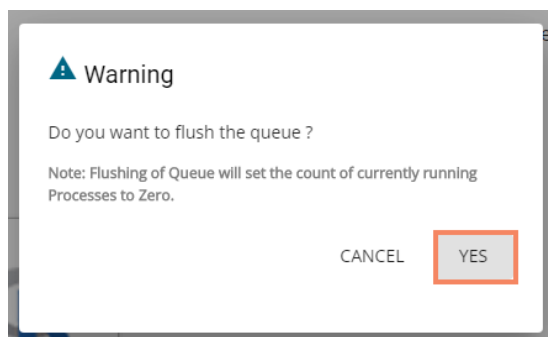 Warning
Do you want to flush the queue ?
Note: Flushing of Queue will set the count of currently running
Processes to Zero.
CANCEL YES